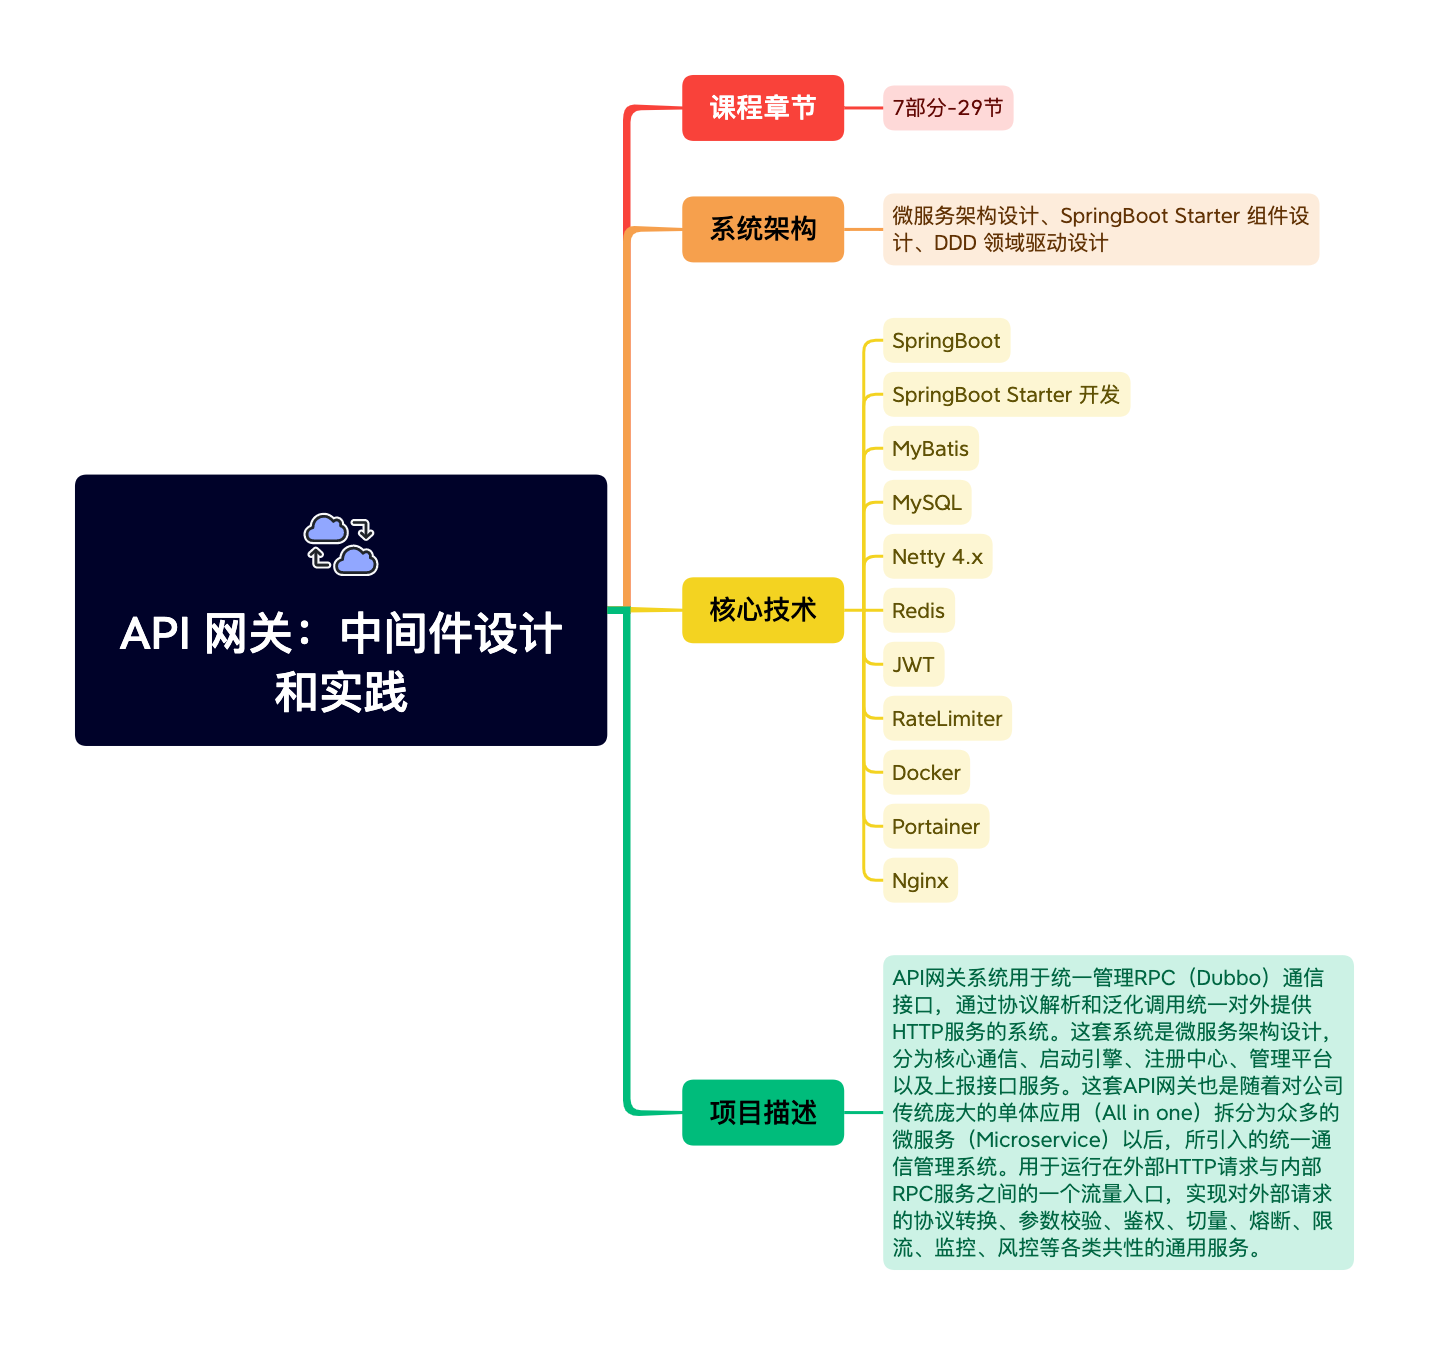 API 网关：中间件设计
和实践
课程章节
7部分-29节
系统架构
微服务架构设计、SpringBoot Starter 组件设
计、DDD 领域驱动设计
核心技术
SpringBoot
SpringBoot Starter 开发
MyBatis
MySQL
Netty 4.x
Redis
JWT
RateLimiter
Docker
Portainer
Nginx
项目描述
API网关系统用于统一管理RPC（Dubbo）通信
接口，通过协议解析和泛化调用统一对外提供
HTTP服务的系统。这套系统是微服务架构设计，
分为核心通信、启动引擎、注册中心、管理平台
以及上报接口服务。这套API网关也是随着对公司
传统庞大的单体应用（All in one）拆分为众多的
微服务（Microservice）以后，所引入的统一通
信管理系统。用于运行在外部HTTP请求与内部
RPC服务之间的一个流量入口，实现对外部请求
的协议转换、参数校验、鉴权、切量、熔断、限
流、监控、风控等各类共性的通用服务。